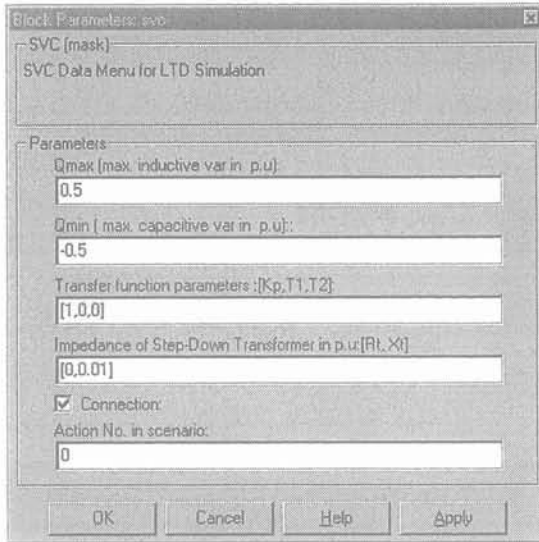 Block Parameters: svc
SVC (mask)
SVC Data Menu for LTD Simulation
Parameters
Qmax (max. inductive var in p.u):
0.5
Qmin ( max. capacitive var in p.u)::
-0.5
Transfer function parameters :[Kp,T1,T2]:
[1,0,0]
Impedance of Step-Down Transformer in p.u:[Rt, Xt]
[0,0.01]
Connection:
Action No. in scenario:
0
OK Cancel Help Apply